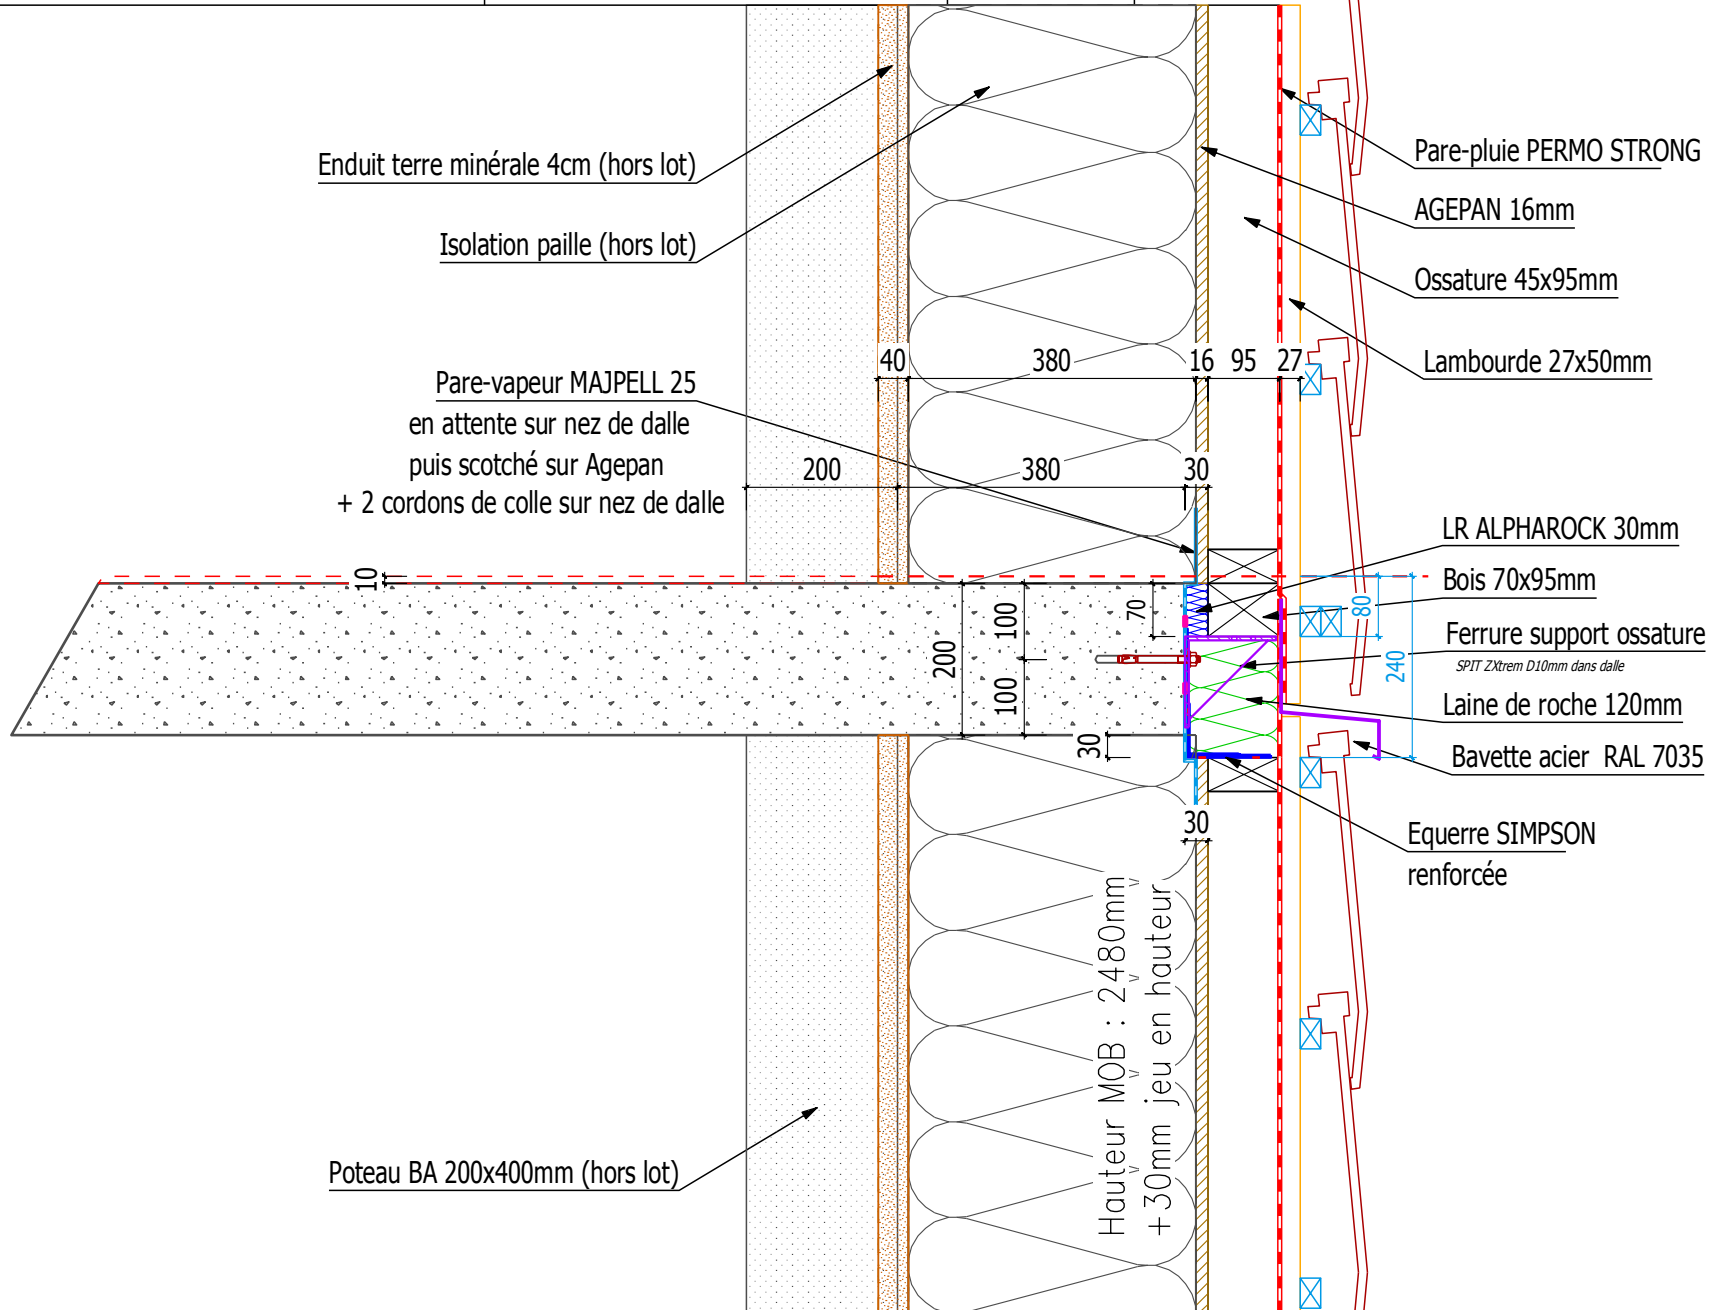 Enduit terre minérale 4cm (hors lot)
Isolation paille (hors lot)
Pare-pluie PERMO STRONG
AGEPAN 16mm
Ossature 45x95mm
Lambourde 27x50mm
40
380
16
95
27
Pare-vapeur MAJPELL 25
en attente sur nez de dalle
puis scotché sur Agepan
+ 2 cordons de colle sur nez de dalle
200
380
30
LR ALPHAROCK 30mm
Bois 70x95mm
Ferrure support ossature
SPIT ZXtrem D10mm dans dalle
Laine de roche 120mm
Bavette acier  RAL 7035
Equerre SIMPSON
renforcée
10
200
100
100
70
80
240
30
30
Hauteur MOB : 2480mm
+30mm jeu en hauteur
Poteau BA 200x400mm (hors lot)